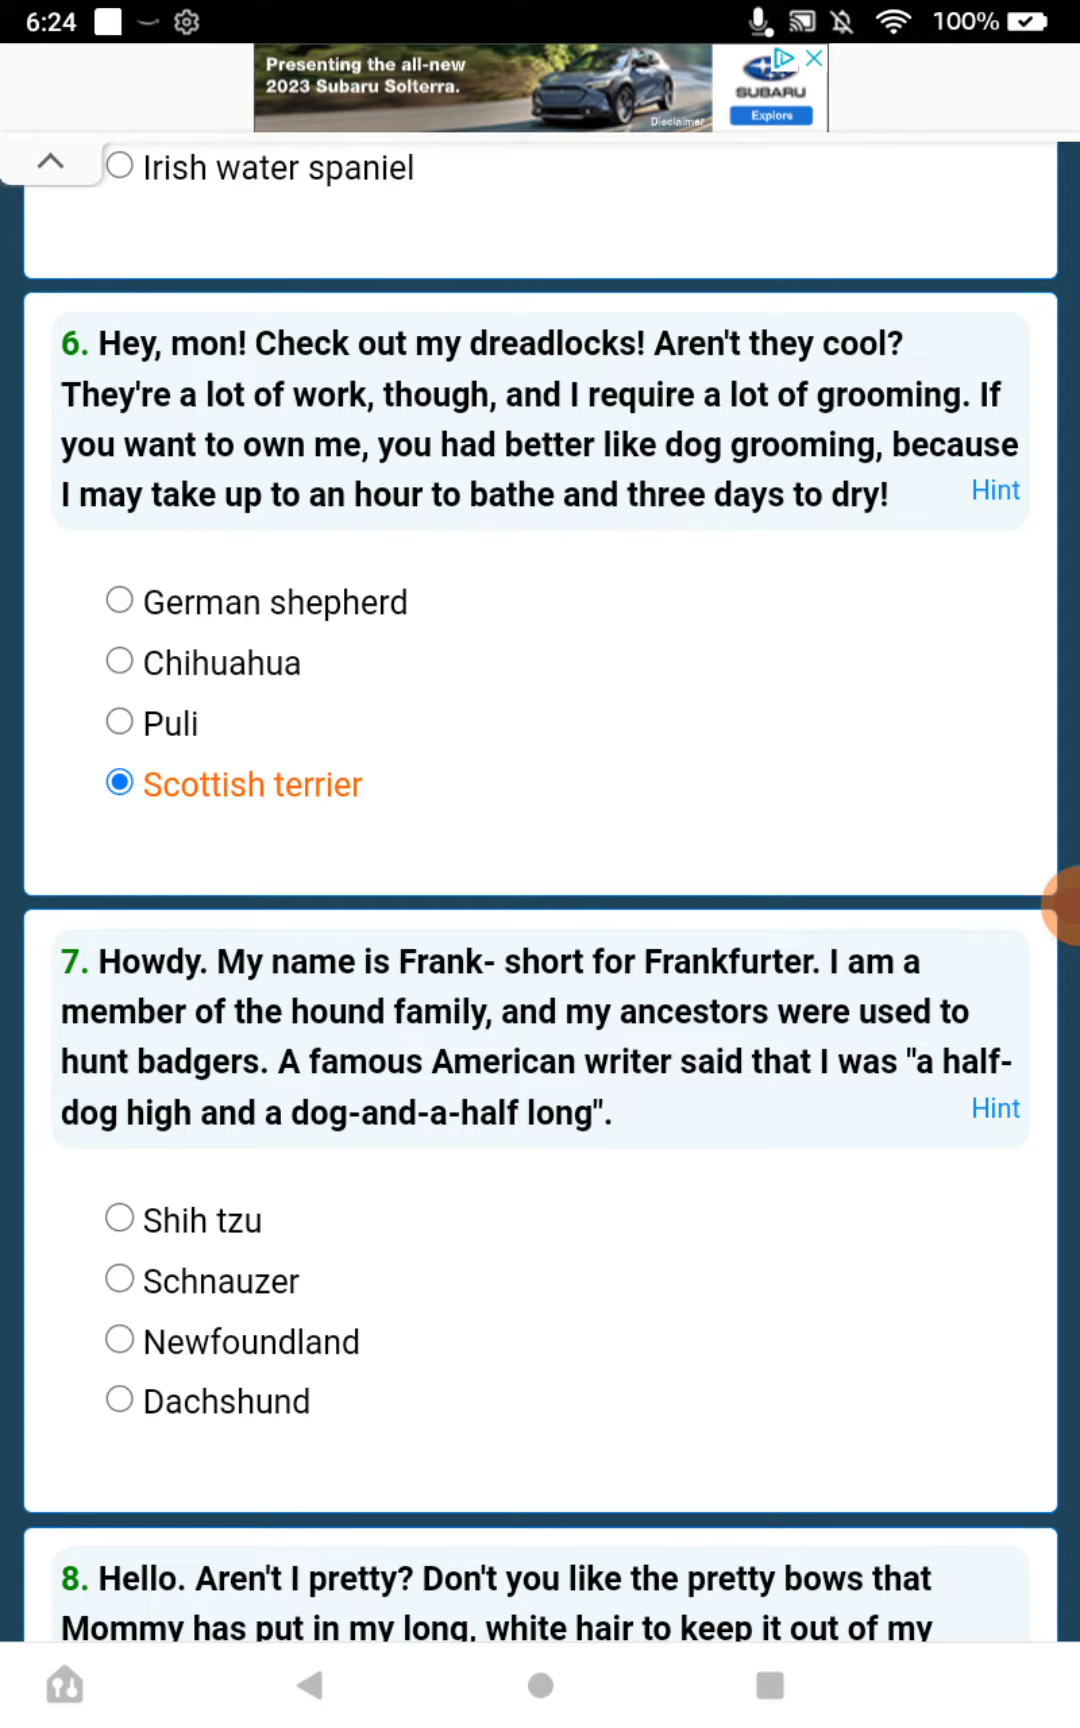 6:24
100%
Presenting the all-new
2023 Subaru Solterra.
Disclaimer
SUBARU
Explore
Irish water spaniel
6. Hey, mon! Check out my dreadlocks! Aren't they cool?
They're a lot of work, though, and I require a lot of grooming. If
you want to own me, you had better like dog grooming, because
I may take up to an hour to bathe and three days to dry!
Hint
German shepherd
Chihuahua
Puli
Scottish terrier
7. Howdy. My name is Frank- short for Frankfurter. I am a
member of the hound family, and my ancestors were used to
hunt badgers. A famous American writer said that I was "a half-
dog high and a dog-and-a-half long".
Hint
Shih tzu
Schnauzer
Newfoundland
Dachshund
8. Hello. Aren't I pretty? Don't you like the pretty bows that
Mommy has put in my long, white hair to keep it out of my